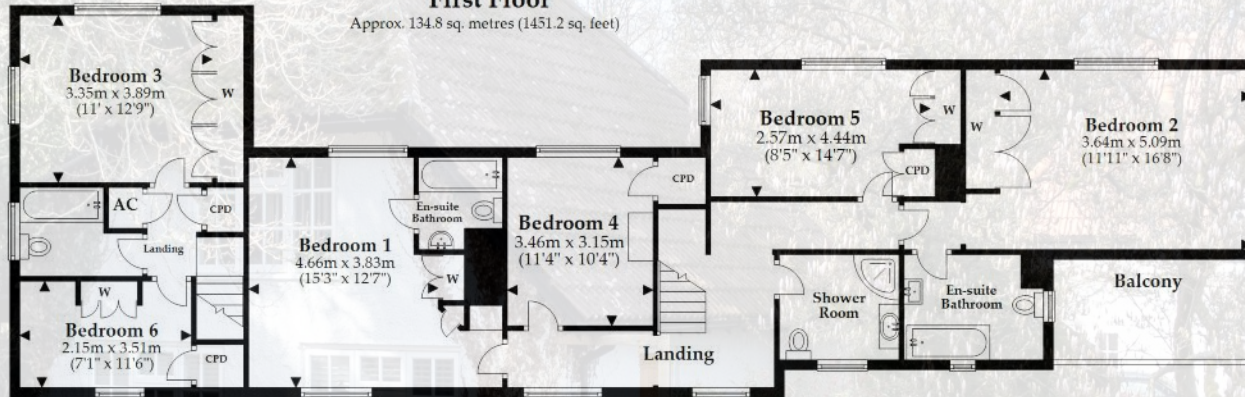 First Floor
Approx. 134.8 sq. metres (1451.2 sq. feet)
Bedroom 3
3.35m x 3.89m
(11' x 12'9")
W
AC
CPD
Landing
W
Bedroom 6
2.15m x 3.51m
(7'1" x 11'6")
CPD
Bedroom 1
4.66m x 3.83m
(15'3" x 12'7")
En-suite
Bathroom
W
Bedroom 4
3.46m x 3.15m
(11'4" x 10'4")
CPD
Landing
Bedroom 5
2.57m x 4.44m
(8'5" x 14'7")
W
CPD
W
Bedroom 2
3.64m x 5.09m
(11'11" x 16'8")
Shower
Room
En-suite
Bathroom
Balcony